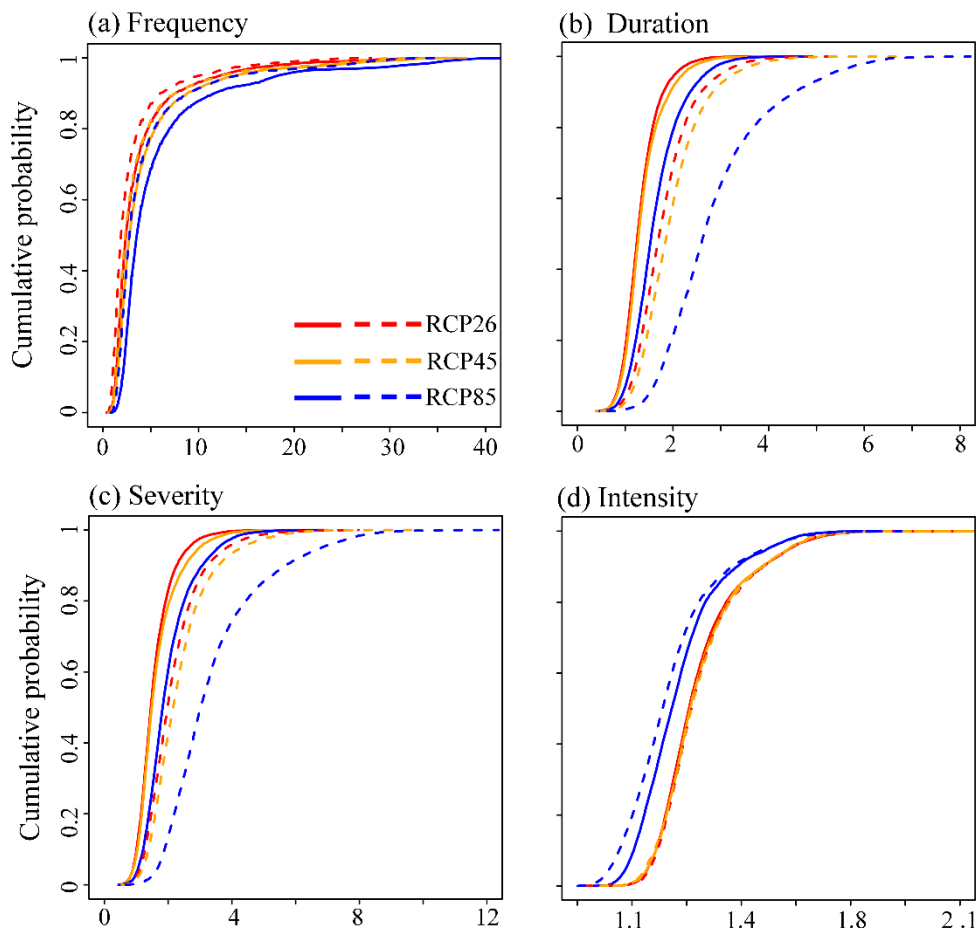 (a) Frequency
(b) Duration
Cumulative probability
1
0.8
0.6
0.4
0.2
0
RCP26
RCP45
RCP85
0 10 20 30 40
0 2 4 6 8
(c) Severity
(d) Intensity
Cumulative probability
1
0.8
0.6
0.4
0.2
0
0 4 8 12
1.1 1.4 1.8 2.1